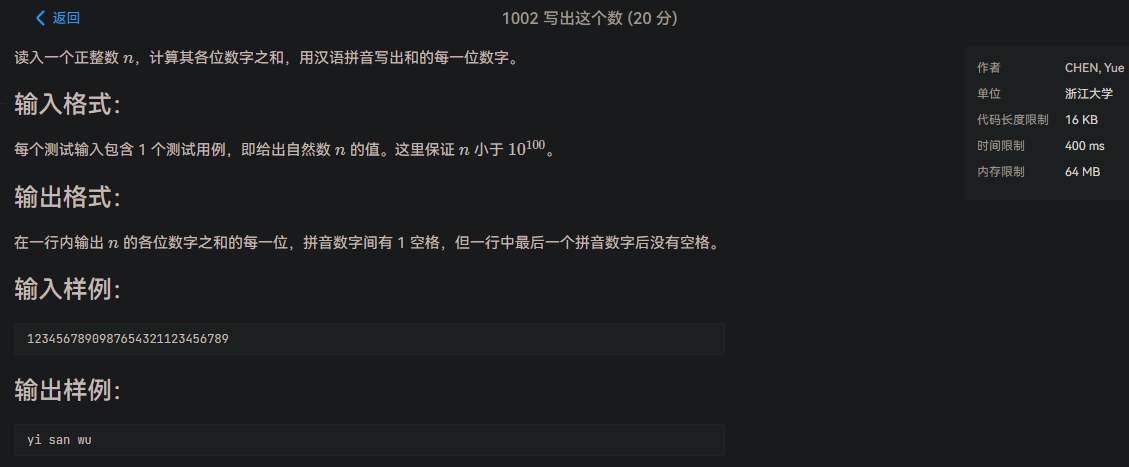 返回
1002 写出这个数 (20 分)
读入一个正整数 n，计算其各位数字之和，用汉语拼音写出和的每一位数字。
作者 CHEN, Yue
单位 浙江大学
代码长度限制 16 KB
时间限制 400 ms
内存限制 64 MB
输入格式：
每个测试输入包含 1 个测试用例，即给出自然数 n 的值。这里保证 n 小于 10^100。
输出格式：
在一行内输出 n 的各位数字之和的每一位，拼音数字间有 1 空格，但一行中最后一个拼音数字后没有空格。
输入样例：
1234567890987654321123456789
输出样例：
yi san wu